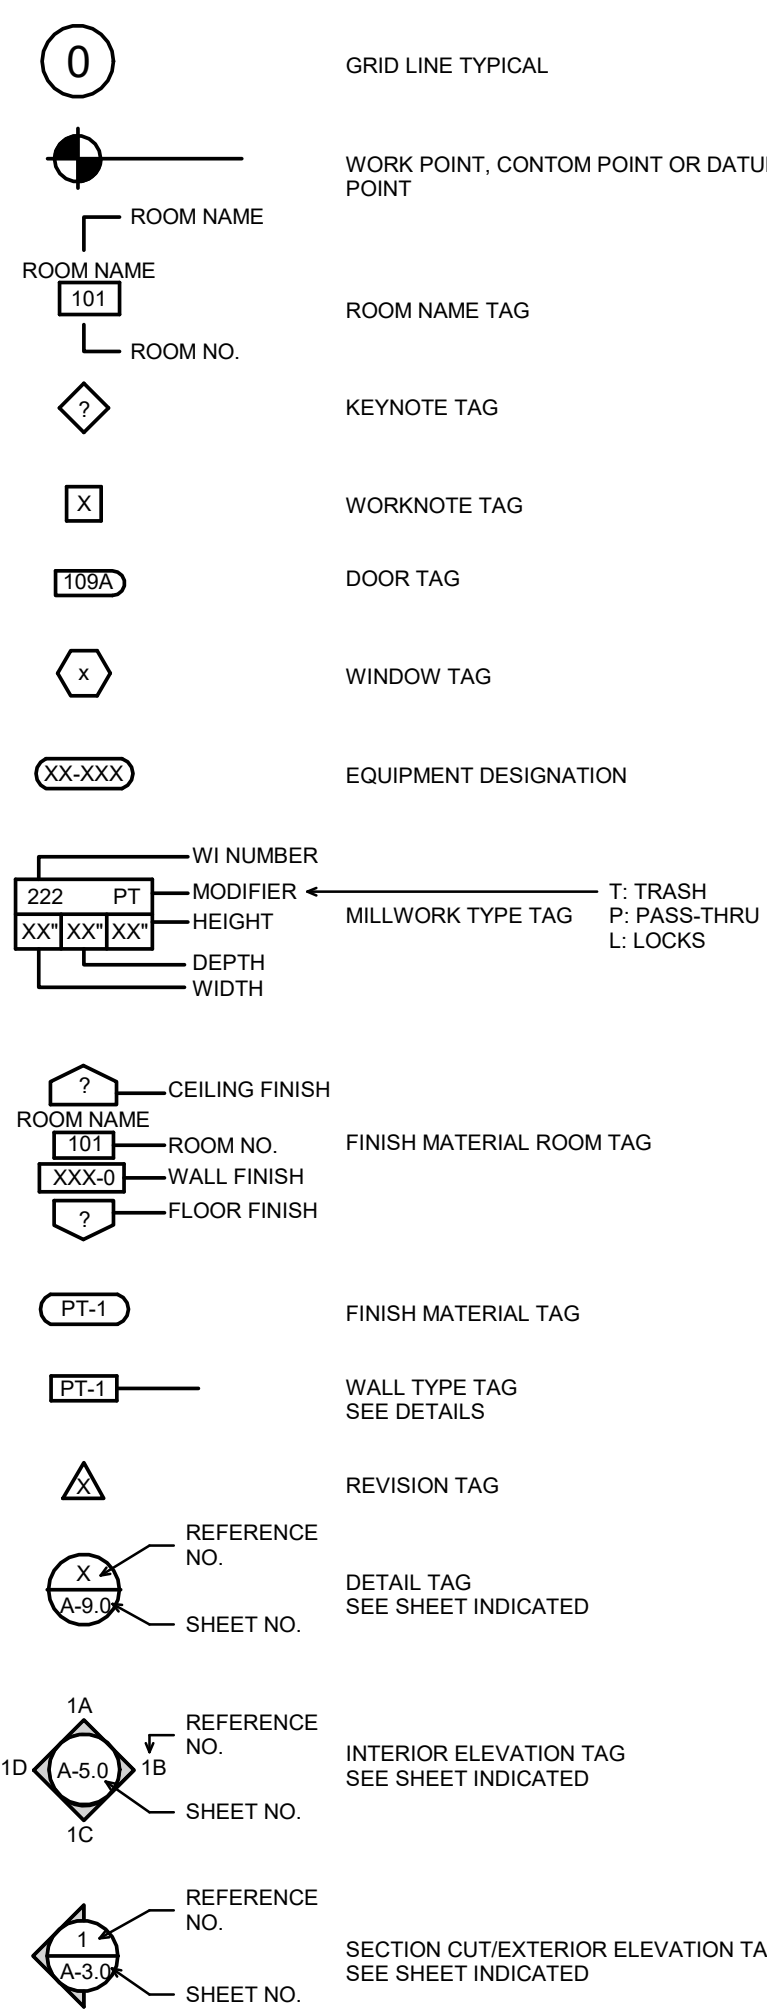 0
GRID LINE TYPICAL
WORK POINT, CONTOM POINT OR
POINT
ROOM NAME
ROOM NAME
101
ROOM NAME TAG
ROOM NO.
?
KEYNOTE TAG
X
WORKNOTE TAG
109A
DOOR TAG
x
WINDOW TAG
XX-XXX
EQUIPMENT DESIGNATION
WI NUMBER
222 PT
MODIFIER
T: TRASH
P: PASS-THRU
L: LOCKS
XX" XX" XX"
HEIGHT
MILLWORK TYPE TAG
DEPTH
WIDTH
?
CEILING FINISH
ROOM NAME
101
ROOM NO.
FINISH MATERIAL ROOM TAG
XXX-0
WALL FINISH
?
FLOOR FINISH
PT-1
FINISH MATERIAL TAG
PT-1
WALL TYPE TAG
SEE DETAILS
X
REVISION TAG
REFERENCE
NO.
X
A-9.0
DETAIL TAG
SEE SHEET INDICATED
SHEET NO.
1A
REFERENCE
NO.
1D
A-5.0
1B
INTERIOR ELEVATION TAG
SEE SHEET INDICATED
SHEET NO.
1C
REFERENCE
NO.
1
A-3.0
SECTION CUT/EXTERIOR ELEVATION
SEE SHEET INDICATED
SHEET NO.